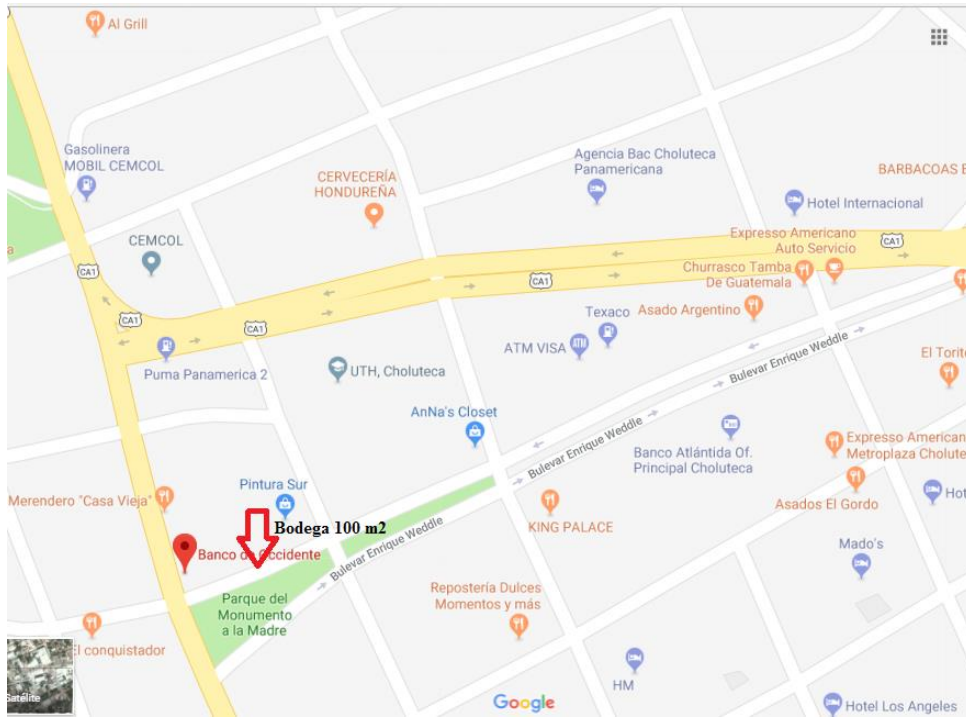 Al Grill
Gasolinera
MOBIL CEMCOL
CERVECERÍA
HONDUREÑA
Agencia Bac Choluteca
Panamericana
BARBACOAS E
Hotel Internacional
CEMCOL
Expresso Americano
Auto Servicio
CA1
a
CA1
Churrasco Tamba
De Guatemala
CA1
Texaco
Asado Argentino
CA1
CA1
ATM VISA
ATM
Puma Panamerica 2
UTH, Choluteca
Bulevar Enrique Weddle
El Torito
AnNa's Closet
Bulevar Enrique Weddle
Banco Atlántida Of.
Principal Choluteca
Expresso American
Metroplaza Cholute
Merendero "Casa Vieja"
Pintura Sur
Asados El Gordo
Hot
Bodega 100 m2
KING PALACE
Banco de Occidente
Bulevar Enrique Weddle
Mado's
Parque del
Monumento
a la Madre
Repostería Dulces
Momentos y más
El conquistador
HM
Satélite
Google
Hotel Los Angeles